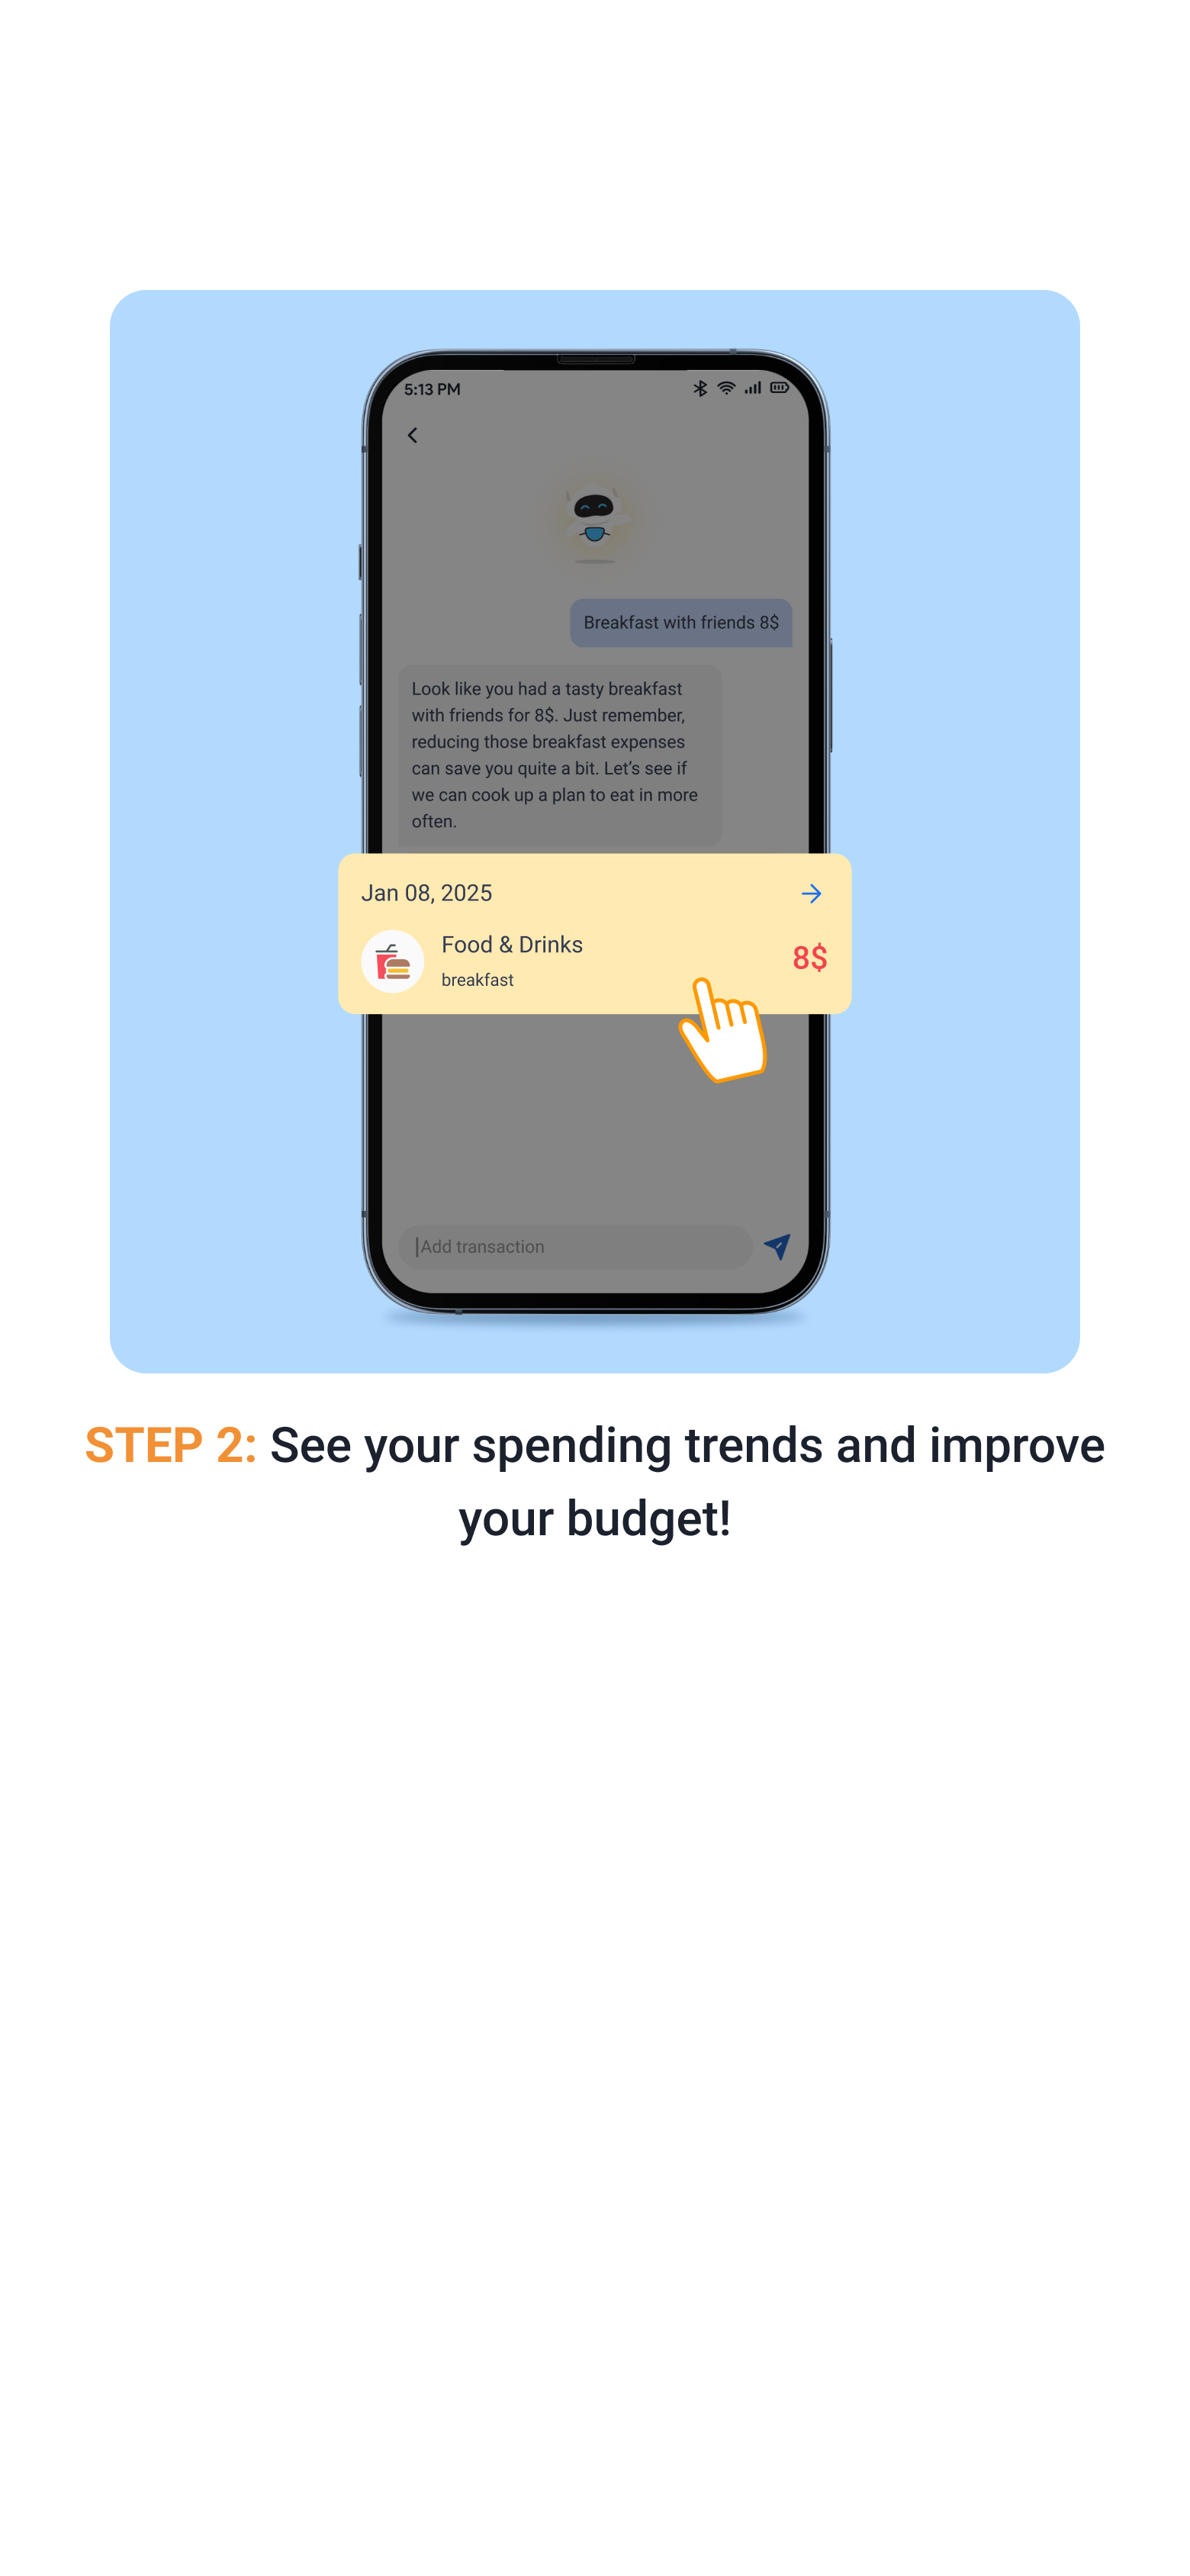 5:13 PM
Breakfast with friends 8$
Look like you had a tasty breakfast
with friends for 8$. Just remember,
reducing those breakfast expenses
can save you quite a bit. Let's see if
we can cook up a plan to eat in more
often.
Jan 08, 2025
Food & Drinks
8$
breakfast
Add transaction
STEP 2: See your spending trends and improve
your budget!